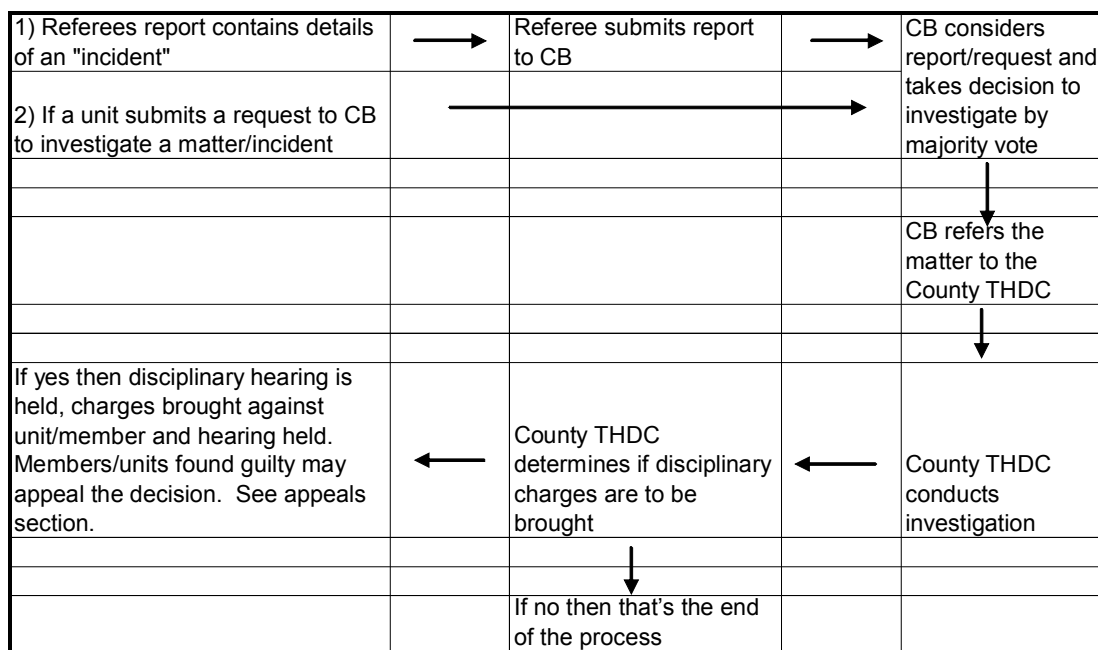 1) Referees report contains details
of an "incident"
Referee submits report
to CB
CB considers
report/request and
takes decision to
investigate by
majority vote
2) If a unit submits a request to CB
to investigate a matter/incident
CB refers the
matter to the
County THDC
If yes then disciplinary hearing is
held, charges brought against
unit/member and hearing held.
Members/units found guilty may
appeal the decision.  See appeals
section.
County THDC
determines if disciplinary
charges are to be
brought
County THDC
conducts
investigation
If no then that’s the end
of the process